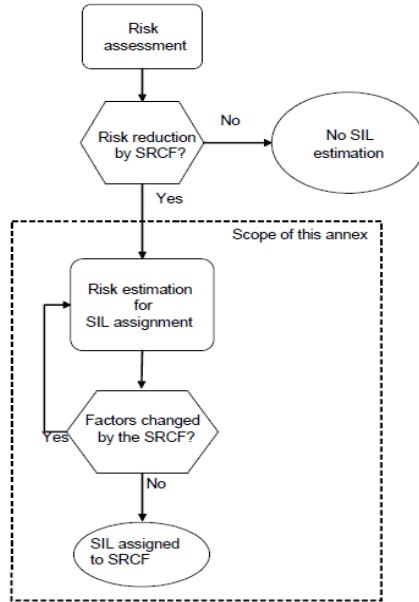 Risk
assessment
Risk reduction
by SRCF?
No
No SIL
estimation
Yes
Scope of this annex
Risk estimation
for
SIL assignment
Factors changed
by the SRCF?
Yes
No
SIL assigned
to SRCF